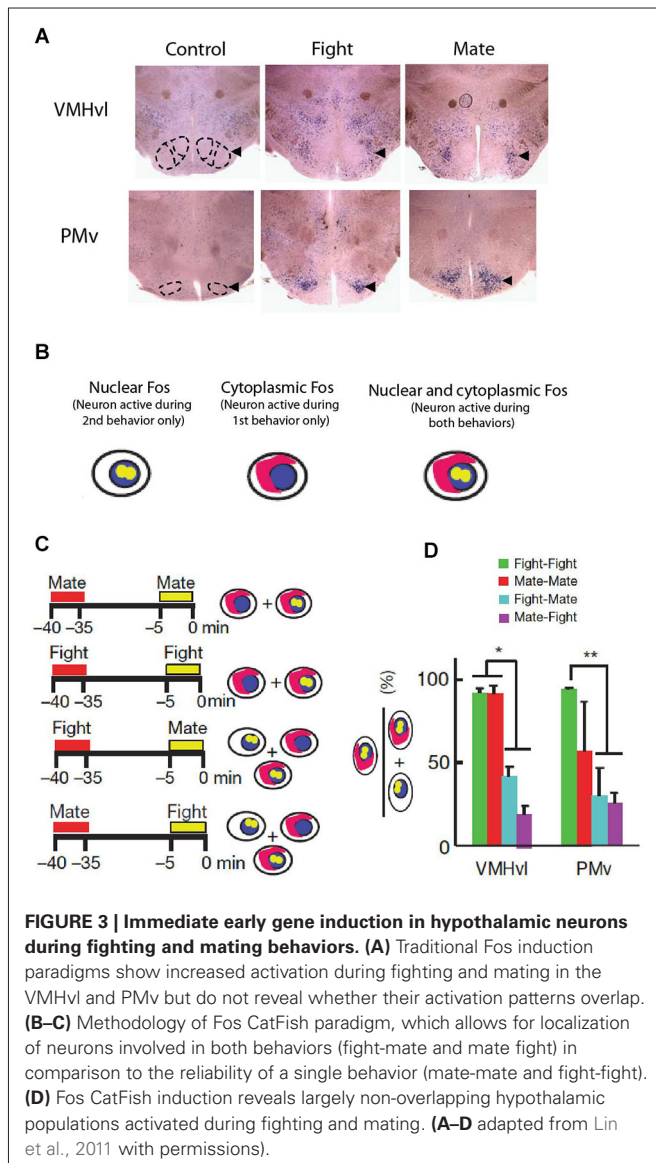 A
Control
Fight
Mate
VMHvl
PMv
B
Nuclear Fos
(Neuron active during
2nd behavior only)
Cytoplasmic Fos
(Neuron active during
1st behavior only)
Nuclear and cytoplasmic Fos
(Neuron active during
both behaviors)
C
Mate Mate
−40 −35 −5 0 min
Fight Fight
−40 −35 −5 0 min
Fight Mate
−40 −35 −5 0 min
Mate Fight
−40 −35 −5 0 min
D
Fight-Fight
Mate-Mate
Fight-Mate
Mate-Fight
(%)
100
50
0
*
**
VMHvl
PMv
FIGURE 3 | Immediate early gene induction in hypothalamic neurons
during fighting and mating behaviors. (A) Traditional Fos induction
paradigms show increased activation during fighting and mating in the
VMHvl and PMv but do not reveal whether their activation patterns overlap.
(B–C) Methodology of Fos CatFish paradigm, which allows for localization
of neurons involved in both behaviors (fight-mate and mate fight) in
comparison to the reliability of a single behavior (mate-mate and fight-fight).
(D) Fos CatFish induction reveals largely non-overlapping hypothalamic
populations activated during fighting and mating. (A–D adapted from Lin
et al., 2011 with permissions).